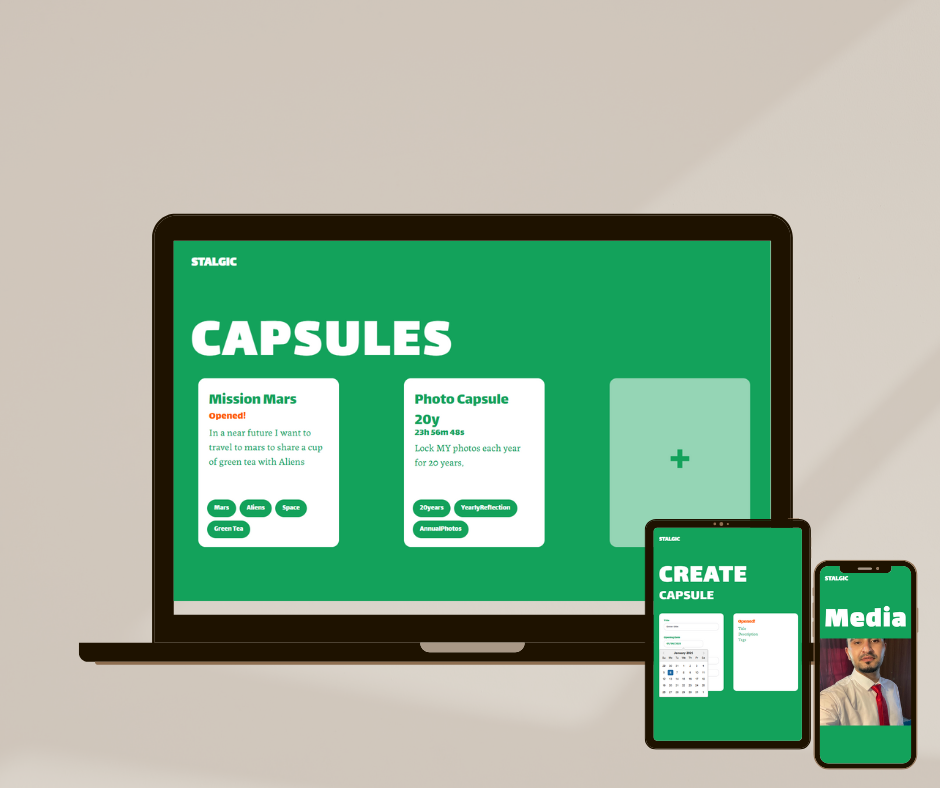 STALGIC
CAPSULES
Mission Mars
Opened!
In a near future I want to
travel to mars to share a cup
of green tea with Aliens
Mars Aliens Space
Green Tea
Photo Capsule
20y
23h 56m 48s
Lock MY photos each year
for 20 years,
20years YearlyReflection
AnnualPhotos
+
STALGIC
CREATE
CAPSULE
Opened!
Title
Description
Tags
STALGIC
Media